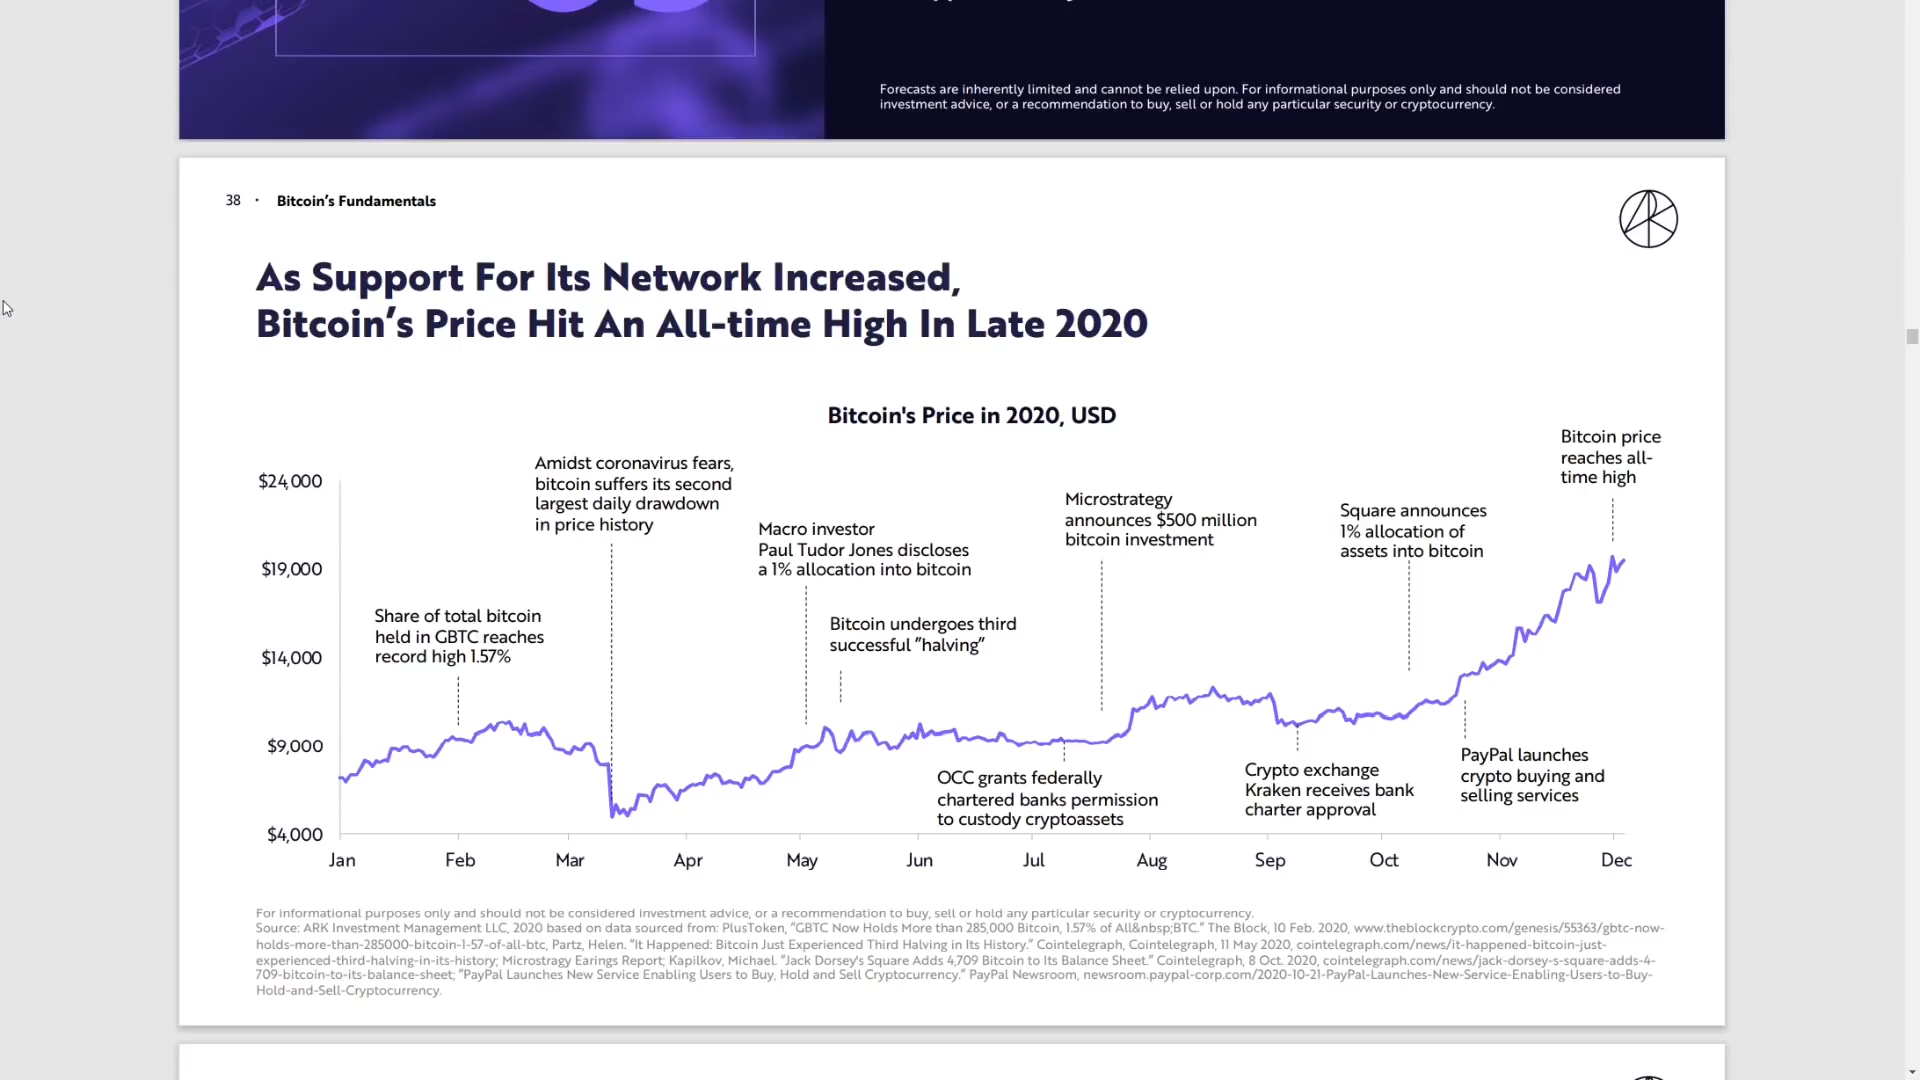 Forecasts are inherently limited and cannot be relied upon. For informational purposes only and should not be considered
investment advice, or a recommendation to buy, sell or hold any particular security or cryptocurrency.
38 · Bitcoin's Fundamentals
As Support For Its Network Increased,
Bitcoin's Price Hit An All-time High In Late 2020
Bitcoin's Price in 2020, USD
Bitcoin price
reaches all-
time high
Amidst coronavirus fears,
bitcoin suffers its second
largest daily drawdown
in price history
$24,000
Microstrategy
announces $500 million
bitcoin investment
Square announces
1% allocation of
assets into bitcoin
Macro investor
Paul Tudor Jones discloses
a 1% allocation into bitcoin
$19,000
Share of total bitcoin
held in GBTC reaches
record high 1.57%
Bitcoin undergoes third
successful "halving"
$14,000
$9,000
OCC grants federally
chartered banks permission
to custody cryptoassets
Crypto exchange
Kraken receives bank
charter approval
PayPal launches
crypto buying and
selling services
$4,000
Jan Feb Mar Apr May Jun Jul Aug Sep Oct Nov Dec
For informational purposes only and should not be considered investment advice, or a recommendation to buy, sell or hold any particular security or cryptocurrency.
Source: ARK Investment Management LLC, 2020 based on data sourced from: PlusToken, "GBTC Now Holds More than 285,000 Bitcoin, 1.57% of All&nbsp;BTC." The Block, 10 Feb. 2020, www.theblockcrypto.com/genesis/55363/gbtc-now-
holds-more-than-285000-bitcoin-1-57-of-all-btc, Partz, Helen. "It Happened: Bitcoin Just Experienced Third Halving in Its History." Cointelegraph, Cointelegraph, 11 May 2020, cointelegraph.com/news/it-happened-bitcoin-just-
experienced-third-halving-in-its-history; Microstragy Earings Report; Kapilkov, Michael. "Jack Dorsey's Square Adds 4,709 Bitcoin to Its Balance Sheet." Cointelegraph, 8 Oct. 2020, cointelegraph.com/news/jack-dorsey-s-square-adds-4-
709-bitcoin-to-its-balance-sheet; "PayPal Launches New Service Enabling Users to Buy, Hold and Sell Cryptocurrency." PayPal Newsroom, newsroom.paypal-corp.com/2020-10-21-PayPal-Launches-New-Service-Enabling-Users-to-Buy-
Hold-and-Sell-Cryptocurrency.